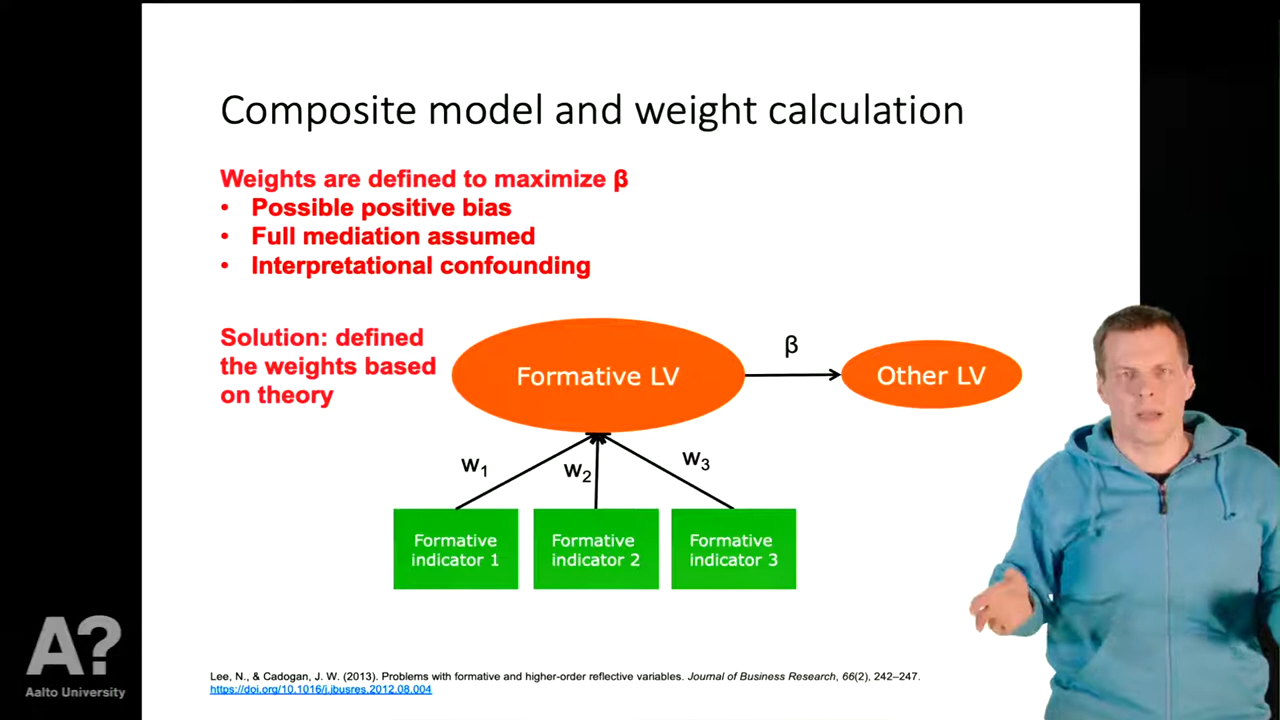 Composite model and weight calculation
Weights are defined to maximize β
• Possible positive bias
• Full mediation assumed
• Interpretational confounding
Solution: defined
the weights based
on theory
Formative LV
β
Other LV
w1
w2
w3
Formative
indicator 1
Formative
indicator 2
Formative
indicator 3
A?
Aalto University
Lee, N., & Cadogan, J. W. (2013). Problems with formative and higher-order reflective variables. Journal of Business Research, 66(2), 242–247.
https://doi.org/10.1016/j.jbusres.2012.08.004